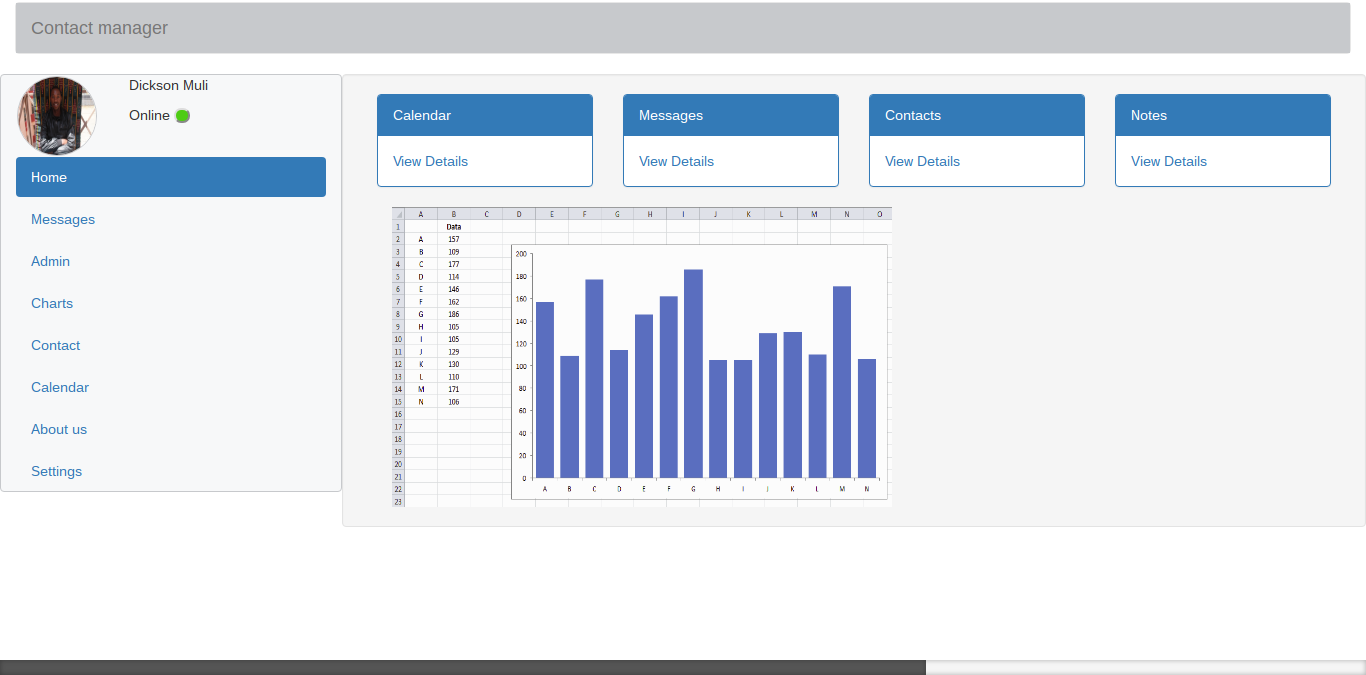 Contact manager
Dickson Muli
Online
Home
Messages
Admin
Charts
Contact
Calendar
About us
Settings
Calendar Messages Contacts Notes
View Details View Details View Details View Details
A B C D E F G H I J K L M N O
1 Data
2 A 157
3 B 109
4 C 177
5 D 114
6 E 146
7 F 162
8 G 186
9 H 105
10 I 105
11 J 129
12 K 130
13 L 110
14 M 171
15 N 106
16
17
18
19
20
21
22
23
200
180
160
140
120
100
80
60
40
20
0
A B C D E F G H I J K L M N